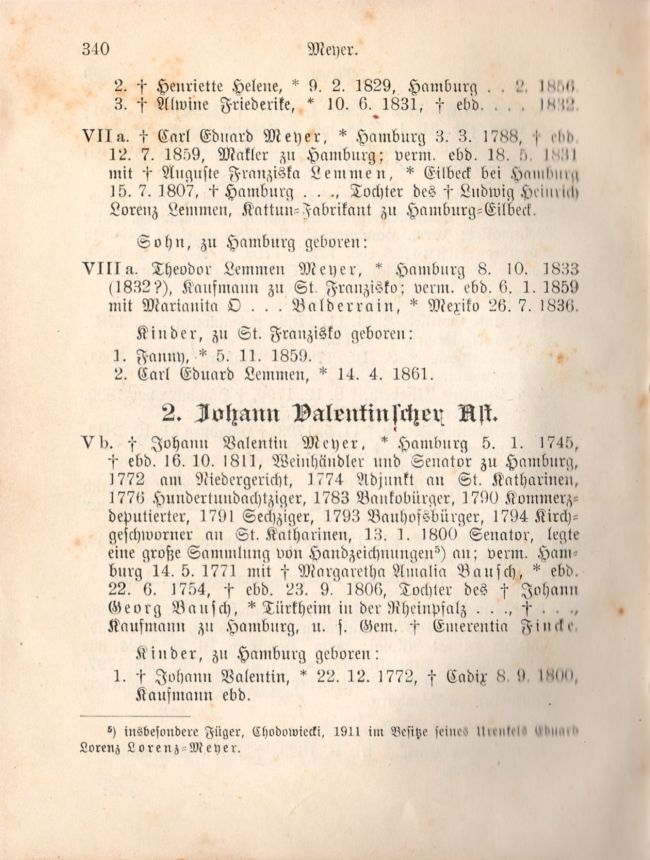 340 Meyer.
2. † Henriette Helene, * 9. 2. 1829, Hamburg . . 2. 1856.
3. † Alwine Friederike, * 10. 6. 1831, † ebd. . . . 1832.
VII a. † Carl Eduard Meyer, * Hamburg 3. 3. 1788, † ebd.
12. 7. 1859, Makler zu Hamburg; verm. ebd. 18. 5. 1831
mit † Auguste Franziska Lemmen, * Eilbeck bei Hamburg
15. 7. 1807, † Hamburg . . ., Tochter des † Ludwig Heinrich
Lorenz Lemmen, Kattun-Fabrikant zu Hamburg-Eilbeck.
Sohn, zu Hamburg geboren:
VIII a. Theodor Lemmen Meyer, * Hamburg 8. 10. 1833
(1832?), Kaufmann zu St. Franzisko; verm. ebd. 6. 1. 1859
mit Marianita O . . . Balderrain, * Mexiko 26. 7. 1836.
Kinder, zu St. Franzisko geboren:
1. Fanny, * 5. 11. 1859.
2. Carl Eduard Lemmen, * 14. 4. 1861.
2. Johann Valentinscher Ast.
V b. † Johann Valentin Meyer, * Hamburg 5. 1. 1745,
† ebd. 16. 10. 1811, Weinhändler und Senator zu Hamburg,
1772 am Niedergericht, 1774 Adjunkt an St. Katharinen,
1776 Hundertundachtziger, 1783 Bankobürger, 1790 Kommerz-
deputierter, 1791 Sechziger, 1793 Bauhofsbürger, 1794 Kirch-
geschworner an St. Katharinen, 13. 1. 1800 Senator, legte
eine große Sammlung von Handzeichnungen⁵) an; verm. Ham-
burg 14. 5. 1771 mit † Margaretha Amalia Bausch, * ebd.
22. 6. 1754, † ebd. 23. 9. 1806, Tochter des † Johann
Georg Bausch, * Türkheim in der Rheinpfalz . . ., † . . .,
Kaufmann zu Hamburg, u. s. Gem. † Emerentia Fincke.
Kinder, zu Hamburg geboren:
1. † Johann Valentin, * 22. 12. 1772, † Cadix 8. 9. 1800,
Kaufmann ebd.
⁵) insbesondere Füger, Chodowiecki, 1911 im Besitze seines Urenkels Eduard
Lorenz Lorenz-Meyer.